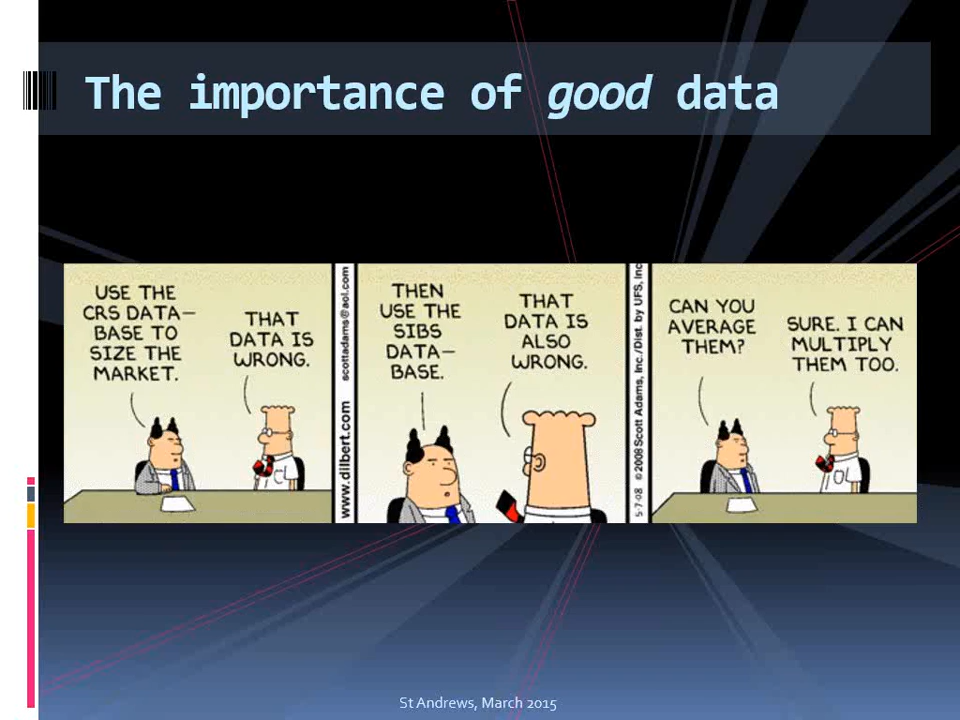 The importance of good data
USE THE
CRS DATA-
BASE TO
SIZE THE
MARKET.
THAT
DATA IS
WRONG.
www.dilbert.com scottadams@aol.com
THEN
USE THE
SIBS
DATA-
BASE.
THAT
DATA IS
ALSO
WRONG.
5-7-08 ©2008 Scott Adams, Inc./Dist. by UFS, Inc.
CAN YOU
AVERAGE
THEM?
SURE. I CAN
MULTIPLY
THEM TOO.
St Andrews, March 2015